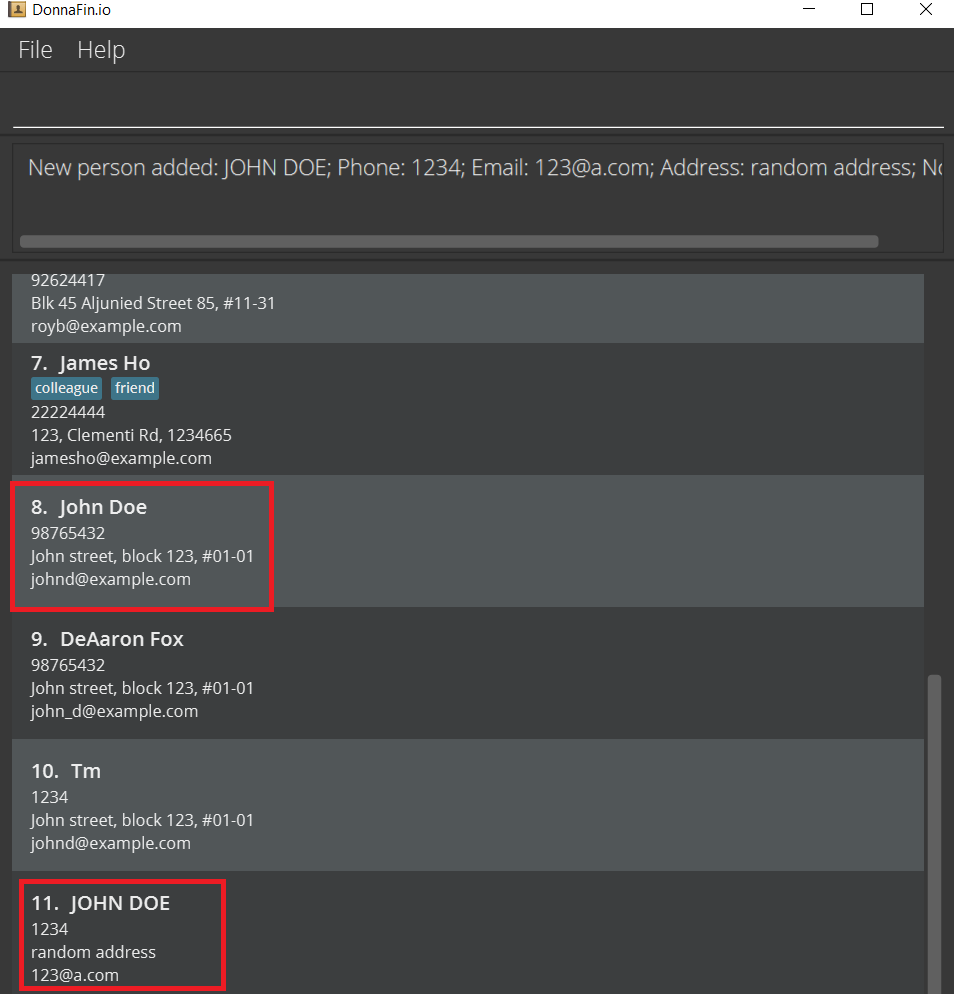 DonnaFin.io
File Help
New person added: JOHN DOE; Phone: 1234; Email: 123@a.com; Address: random address;
92624417
Blk 45 Aljunied Street 85, #11-31
royb@example.com
7. James Ho
colleague friend
22224444
123, Clementi Rd, 1234665
jamesho@example.com
8. John Doe
98765432
John street, block 123, #01-01
johnd@example.com
9. DeAaron Fox
98765432
John street, block 123, #01-01
john_d@example.com
10. Tm
1234
John street, block 123, #01-01
johnd@example.com
11. JOHN DOE
1234
random address
123@a.com